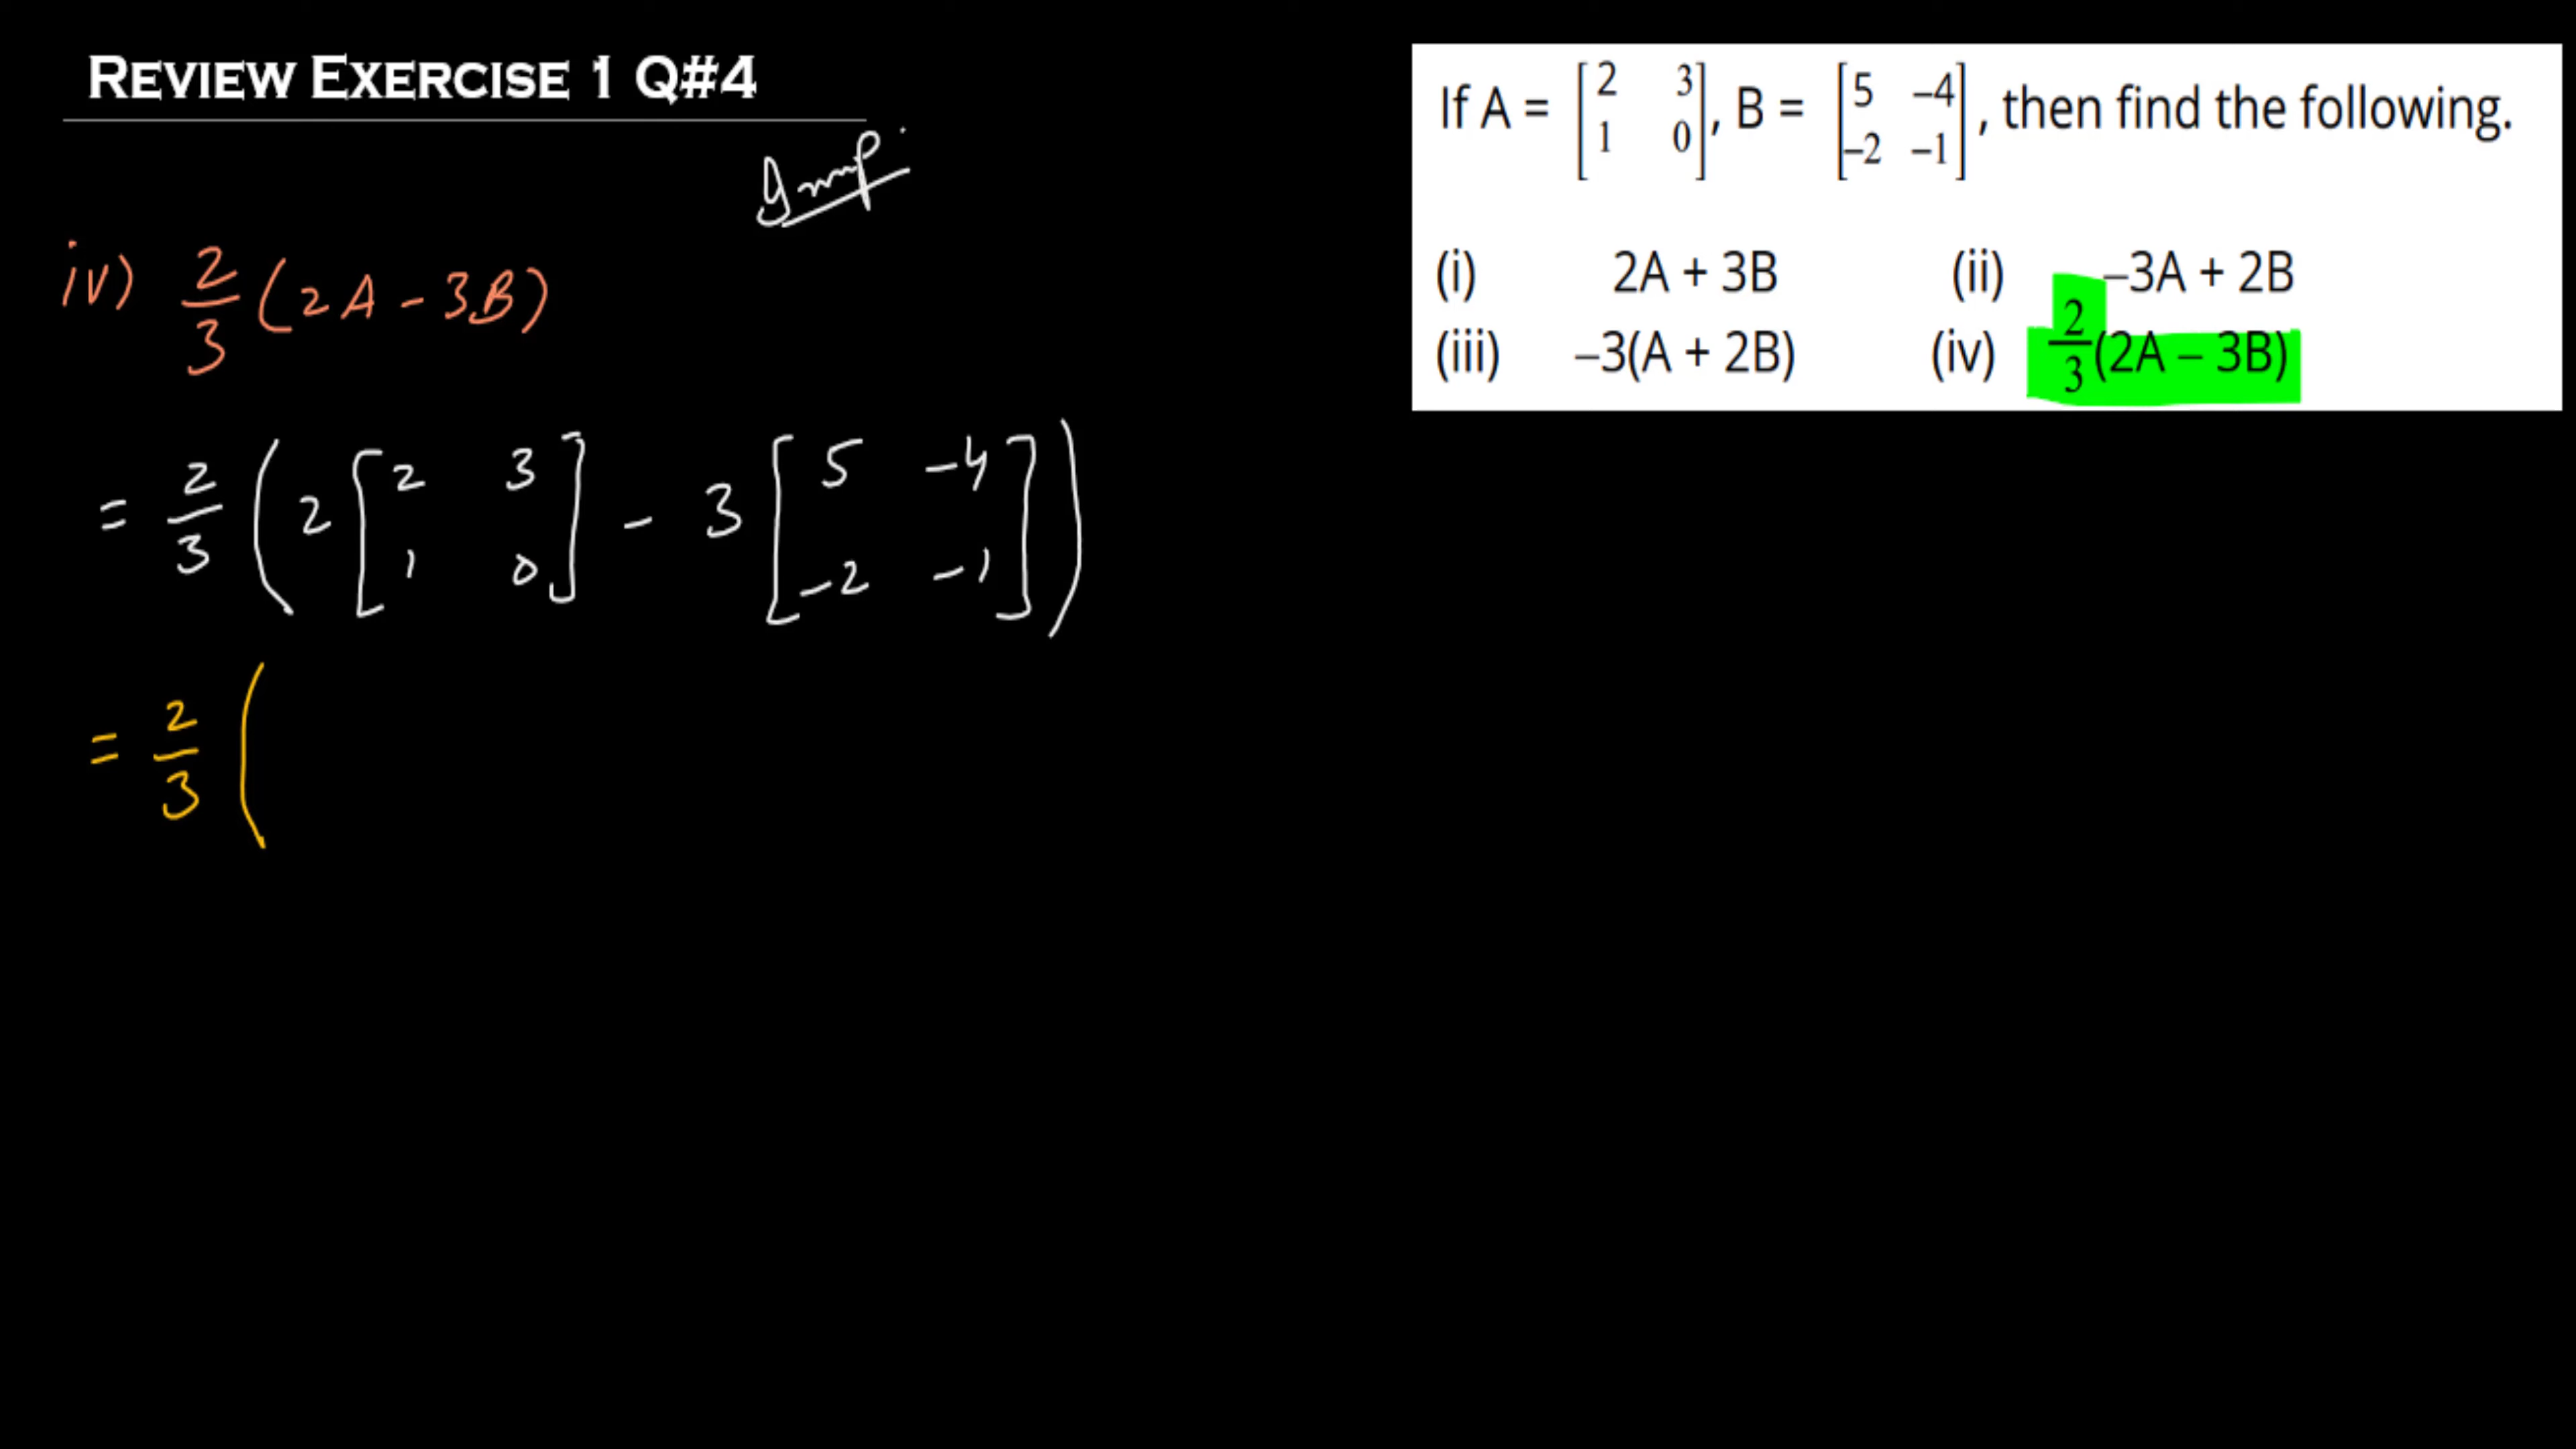 REVIEW EXERCISE 1 Q#4
Imp.
If A = [2 3; 1 0], B = [5 –4; –2 –1], then find the following.
(i) 2A + 3B (ii) –3A + 2B
(iii) –3(A + 2B) (iv) 2/3(2A – 3B)
iv) 2/3 (2A - 3B)
= 2/3 (2 [2 3; 1 0] - 3 [5 -4; -2 -1])
= 2/3 (